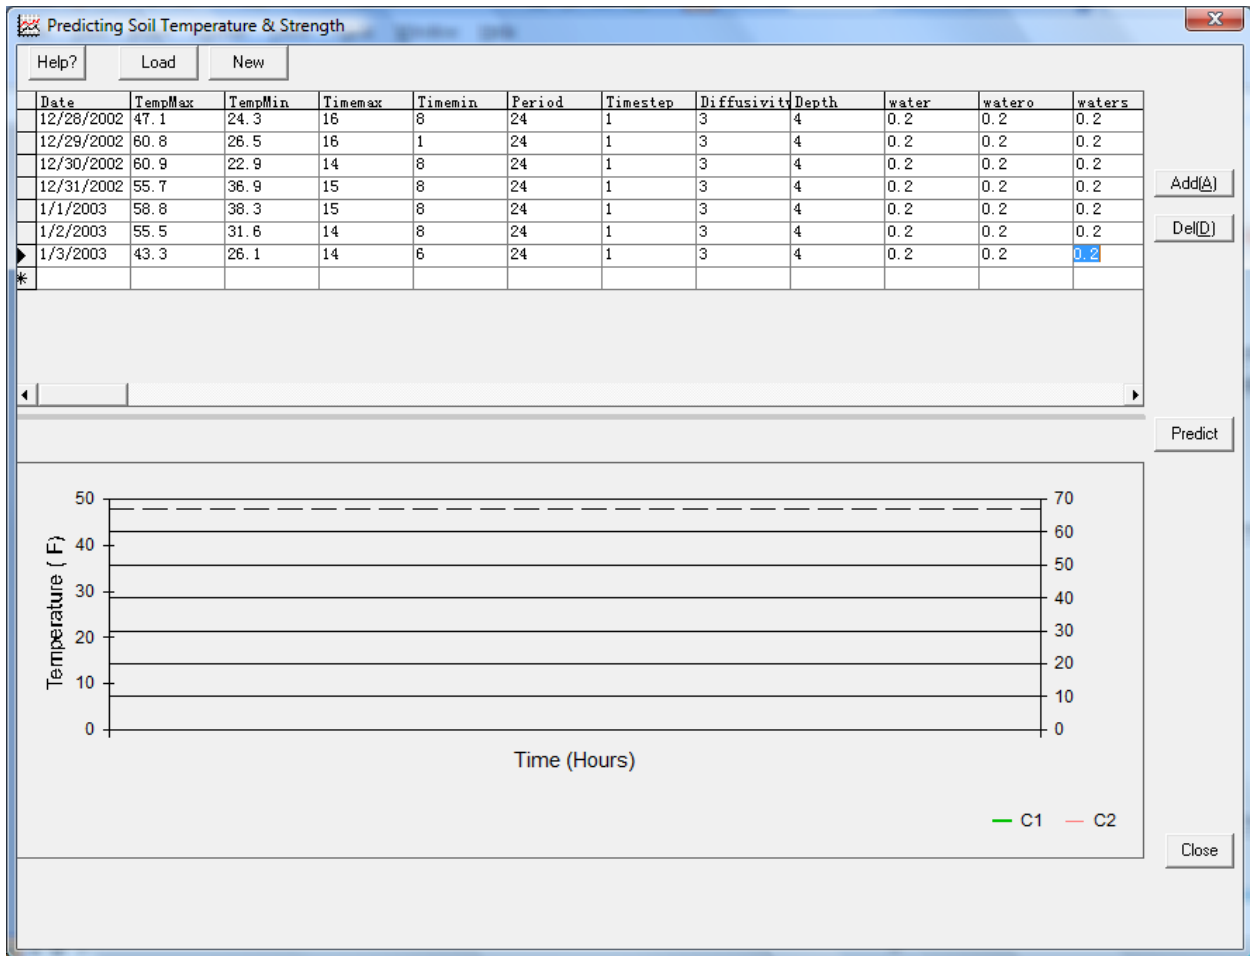 Predicting Soil Temperature & Strength
Help? Load New
Date TempMax TempMin Timemax Timemin Period Timestep Diffusivity Depth water watero waters
12/28/2002 47.1 24.3 16 8 24 1 3 4 0.2 0.2 0.2
12/29/2002 60.8 26.5 16 1 24 1 3 4 0.2 0.2 0.2
12/30/2002 60.9 22.9 14 8 24 1 3 4 0.2 0.2 0.2
12/31/2002 55.7 36.9 15 8 24 1 3 4 0.2 0.2 0.2
1/1/2003 58.8 38.3 15 8 24 1 3 4 0.2 0.2 0.2
1/2/2003 55.5 31.6 14 8 24 1 3 4 0.2 0.2 0.2
1/3/2003 43.3 26.1 14 6 24 1 3 4 0.2 0.2 0.2
Add(A)
Del(D)
Predict
50 70
60
40
50
30 40
30
20
20
10
10
0 0
Temperature ( F)
Time (Hours)
C1 C2
Close